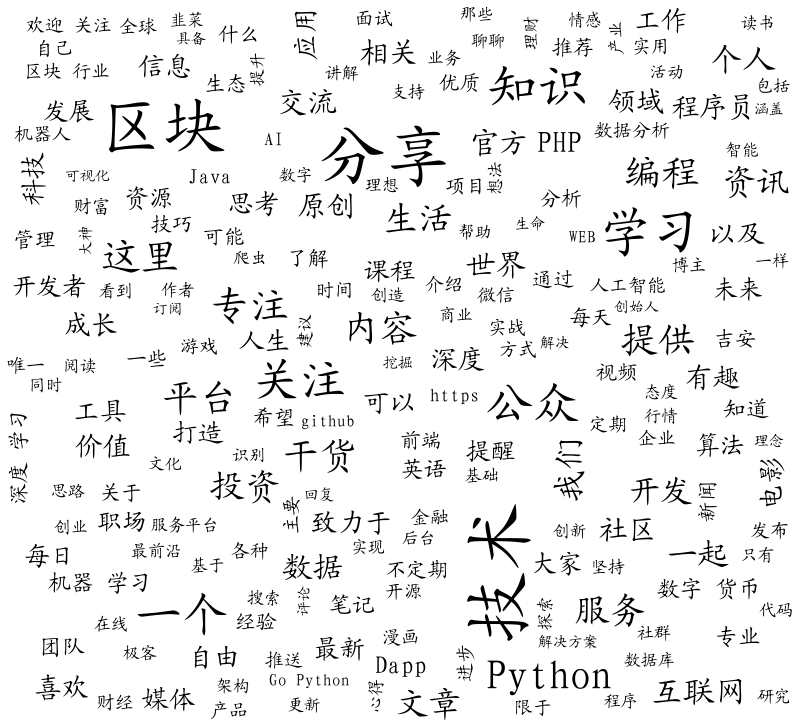 欢迎 关注 全球 韭菜 什么 应用 面试 那些 情感 工作 读书
自己 具备 相关 业务 聊聊 理财 推荐 产业 实用 个人
区块 行业 信息 生态 提升 讲解 支持 优质 知识 活动 包括
发展 区块 交流 领域 程序员 涵盖
机器人 AI 分享 官方 PHP 数据分析
科技 可视化 Java 数字 理想 项目 想法 编程 智能 资讯
财富 资源 思考 原创 生活 分析
管理 大神 技巧 可能 帮助 生命 WEB 学习 以及
这里 爬虫 了解 课程 世界 博主 一样
开发者 看到 作者 时间 创造 介绍 微信 通过 人工智能 未来
订阅 专注 商业 每天 创始人
成长 游戏 人生 建议 内容 实战 提供 吉安
唯一 阅读 一些 挖掘 深度 方式 解决
同时 平台 关注 视频 有趣
工具 希望 github 可以 https 公众 态度 知道
学习 打造 定期 行情
深度 价值 文化 识别 干货 前端 提醒 我们 企业 算法 理念
英语 基础 电影
思路 关于 投资 回复 开发 新闻
创业 职场 服务平台 主要 致力于 金融 后台 技术 创新 社区 发布
每日 最前沿 基于 各种 数据 实现 大家 坚持 一起 只有
机器 学习 不定期 开源 数字 货币
一个 搜索 评论 笔记 探索 服务 代码
在线 经验 漫画 解决方案 社群 专业
团队 极客 自由 推送 最新 Dapp 进步 数据库
喜欢 架构 Go Python Python 互联网 研究
财经 媒体 产品 更新 心得 文章 限于 程序